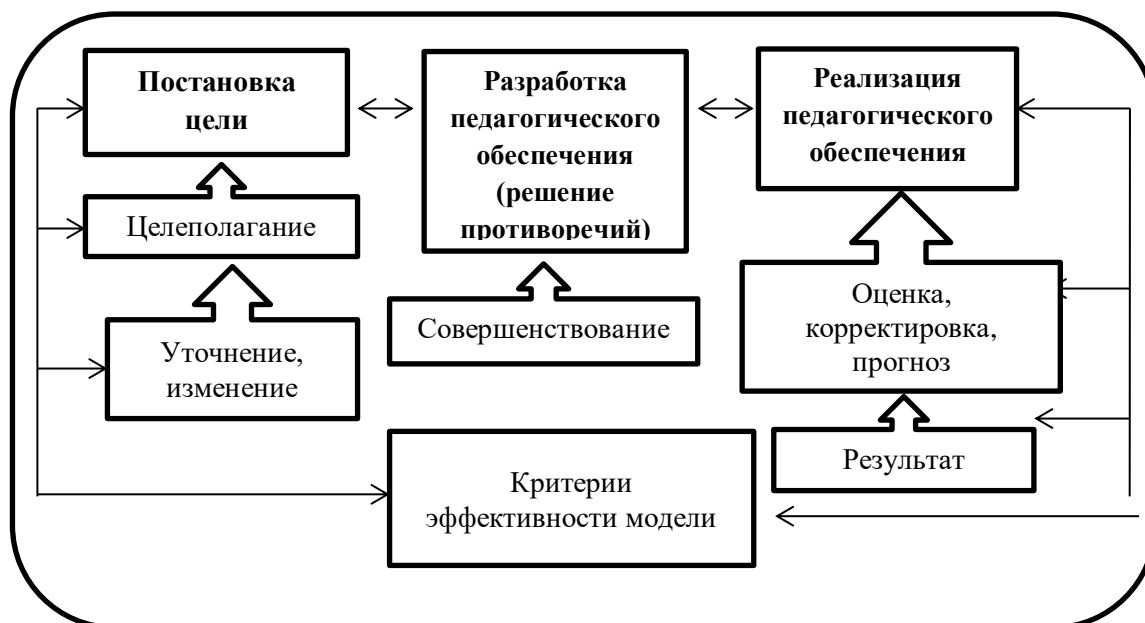 Постановка
цели
Разработка
педагогического
обеспечения
(решение
противоречий)
Реализация
педагогического
обеспечения
Целеполагание
Уточнение,
изменение
Совершенствование
Оценка,
корректировка,
прогноз
Результат
Критерии
эффективности модели